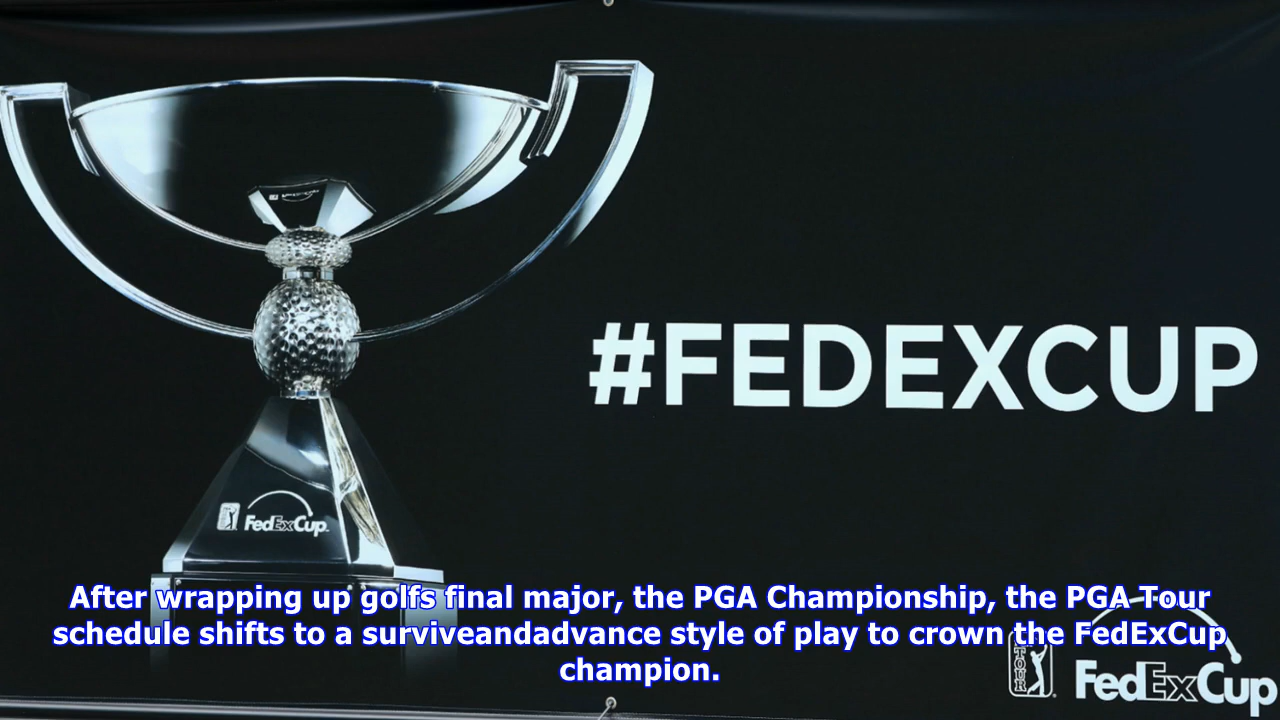 #FEDEXCUP
FedExCup
After wrapping up golfs final major, the PGA Championship, the PGA Tour
schedule shifts to a surviveandadvance style of play to crown the FedExCup
champion.
TOUR
FedExCup